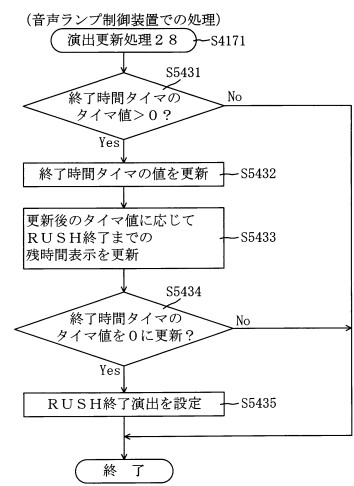 (音声ランプ制御装置での処理)
演出更新処理28
S4171
S5431
終了時間タイマの
タイマ値>0?
No
Yes
終了時間タイマの値を更新
S5432
更新後のタイマ値に応じて
RUSH終了までの
残時間表示を更新
S5433
S5434
終了時間タイマの
タイマ値を0に更新?
No
Yes
RUSH終了演出を設定
S5435
終 了